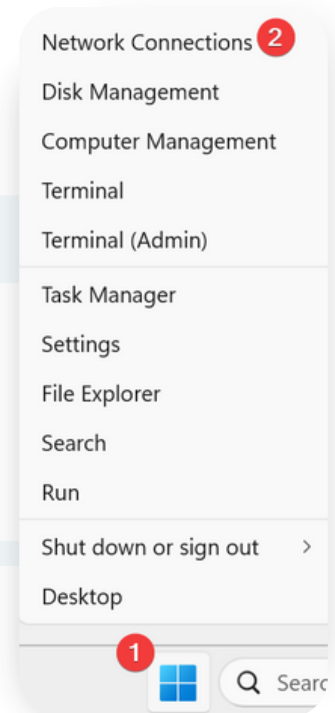 Network Connections 2
Disk Management
Computer Management
Terminal
Terminal (Admin)
Task Manager
Settings
File Explorer
Search
Run
Shut down or sign out
Desktop
1
Searc